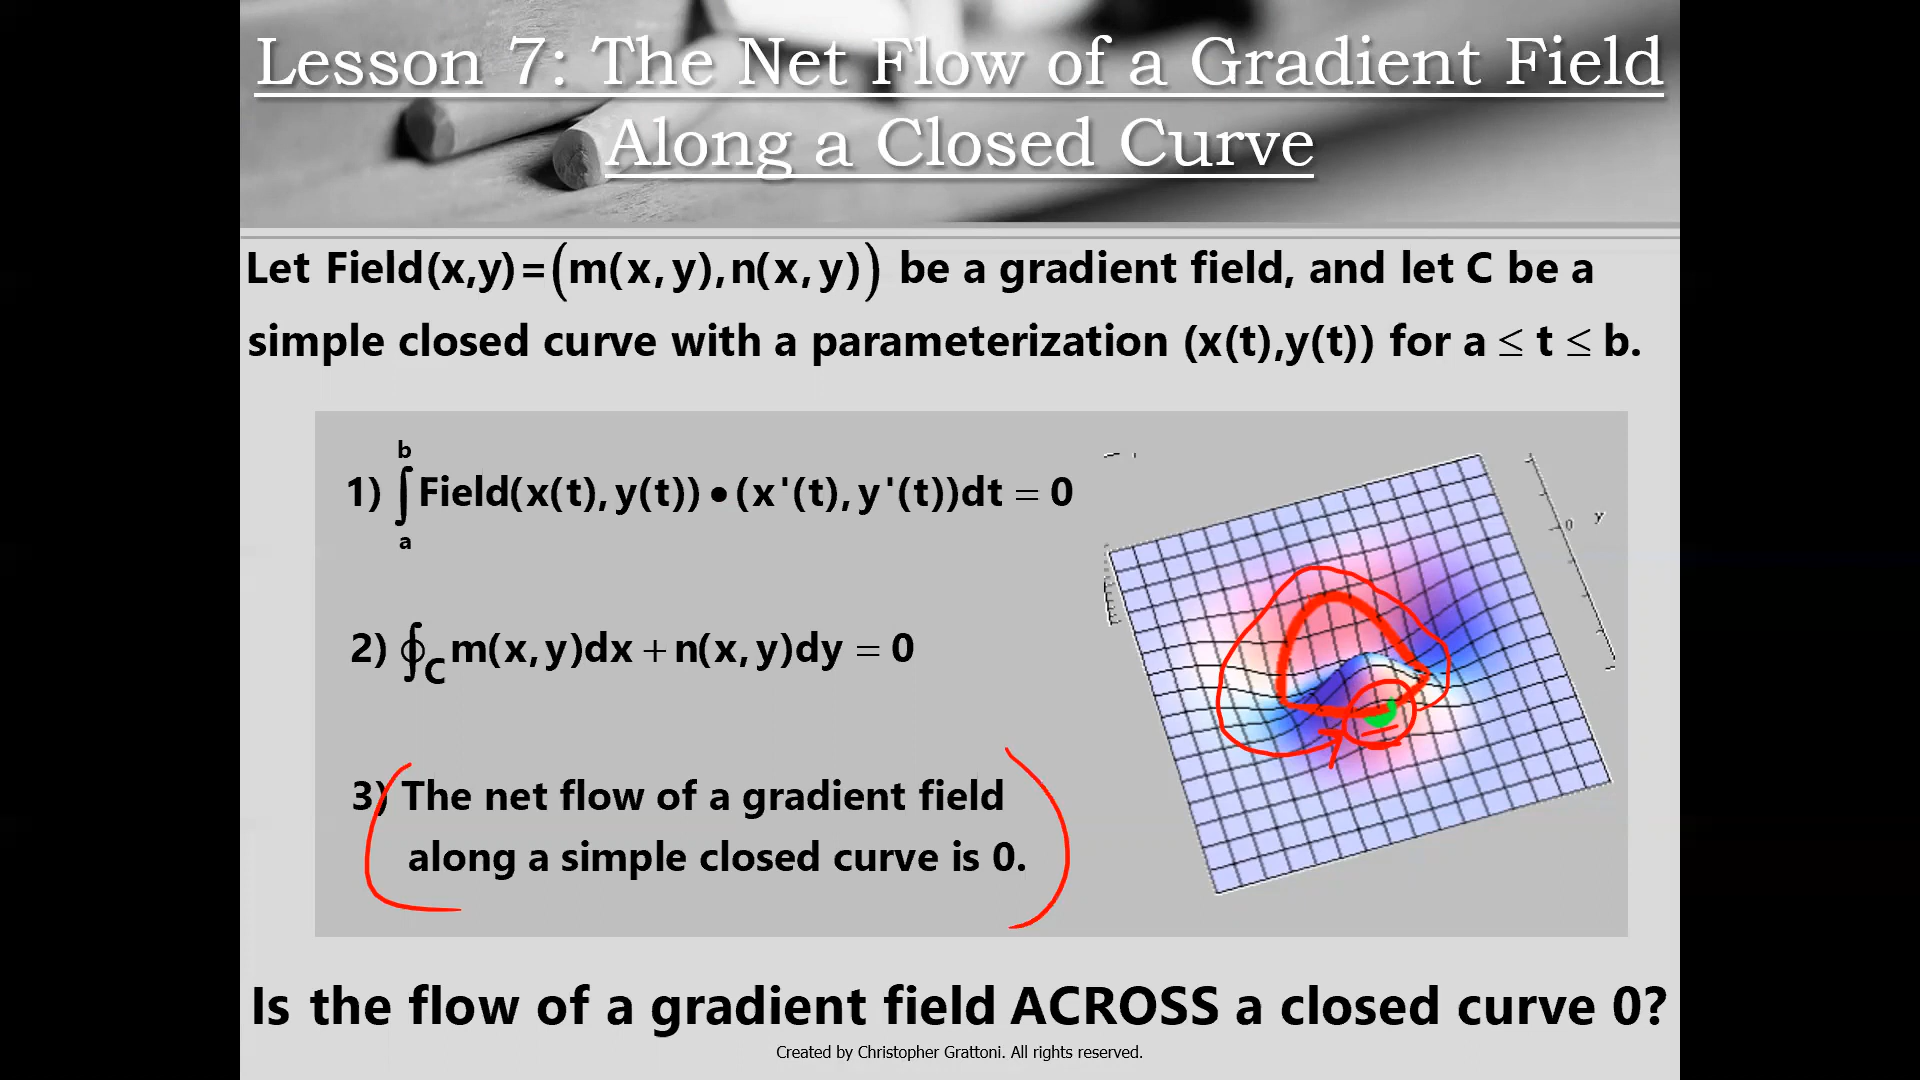 Lesson 7: The Net Flow of a Gradient Field
Along a Closed Curve
Let Field(x,y)=(m(x,y),n(x,y)) be a gradient field, and let C be a
simple closed curve with a parameterization (x(t),y(t)) for a ≤ t ≤ b.
1) ∫_a^b Field(x(t),y(t))•(x'(t),y'(t))dt = 0
2) ∮_C m(x,y)dx + n(x,y)dy = 0
3) The net flow of a gradient field
along a simple closed curve is 0.
0 y
Is the flow of a gradient field ACROSS a closed curve 0?
Created by Christopher Grattoni. All rights reserved.